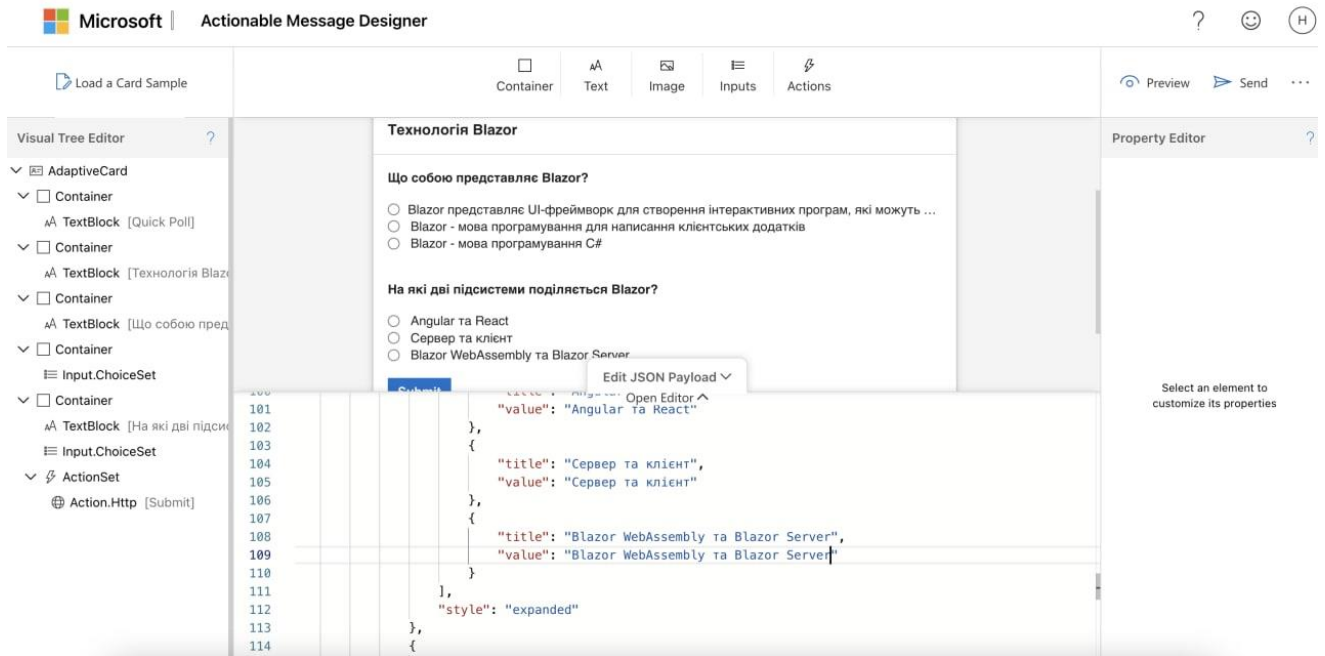 Microsoft Actionable Message Designer
H
Load a Card Sample
Container
Text
Image
Inputs
Actions
Preview
Send
Visual Tree Editor
AdaptiveCard
Container
TextBlock [Quick Poll]
Container
TextBlock [Технологія Blazo
Container
TextBlock [Що собою пред
Container
Input.ChoiceSet
Container
TextBlock [На які дві підси
Input.ChoiceSet
ActionSet
Action.Http [Submit]
Технологія Blazor
Що собою представляє Blazor?
Blazor представляє UI-фреймворк для створення інтерактивних програм, які можуть ...
Blazor - мова програмування для написання клієнтських додатків
Blazor - мова програмування C#
На які дві підсистеми поділяється Blazor?
Angular та React
Сервер та клієнт
Blazor WebAssembly та Blazor Server
Submit
Edit JSON Payload
Open Editor
101 "value": "Angular та React"
102 },
103 {
104 "title": "Сервер та клієнт",
105 "value": "Сервер та клієнт"
106 },
107 {
108 "title": "Blazor WebAssembly та Blazor Server",
109 "value": "Blazor WebAssembly та Blazor Server"
110 }
111 ],
112 "style": "expanded"
113 },
114 {
Property Editor
Select an element to
customize its properties